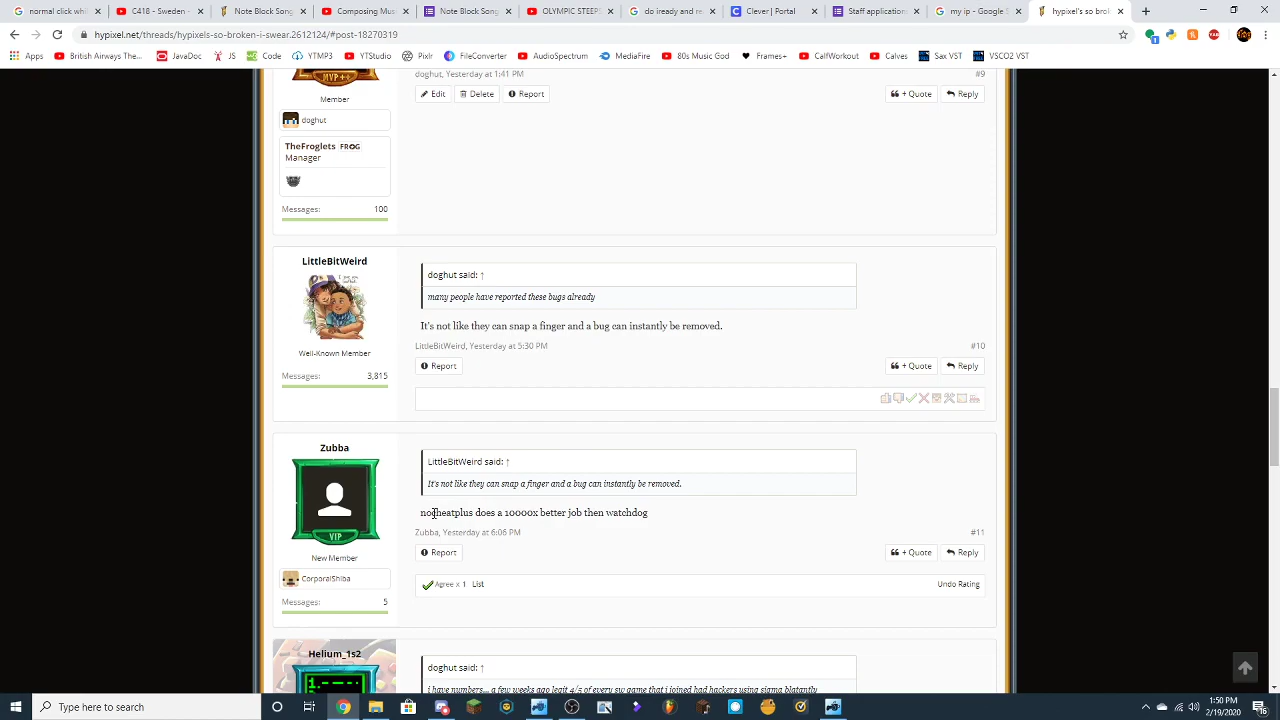 normal click whi
C418 - Sweden -
Note Block Song
Composing Mus
Note Block Song
OLYMPIC STEEP
do iready and re
Clever | Portal
Staff application
my ip - Google S
hypixel's so brok
hypixel.net/threads/hypixels-so-broken-i-swear.2612124/#post-18270319
Apps
British Airways The...
JavaDoc
JS
Code
YTMP3
YTStudio
Pixlr
FileConverter
AudioSpectrum
MediaFire
80s Music God
Frames+
CalfWorkout
Calves
Sax VST
VSCO2 VST
MVP++
Member
doghut
TheFroglets FROG
Manager
Messages: 100
doghut, Yesterday at 1:41 PM
#9
Edit
Delete
Report
+ Quote
Reply
LittleBitWeird
Well-Known Member
Messages: 3,815
doghut said: ↑
many people have reported these bugs already
It's not like they can snap a finger and a bug can instantly be removed.
LittleBitWeird, Yesterday at 5:30 PM
#10
Report
+ Quote
Reply
Zubba
VIP
New Member
CorporalShiba
Messages: 5
LittleBitWeird said: ↑
It's not like they can snap a finger and a bug can instantly be removed.
nocheatplus does a 10000x better job then watchdog
Zubba, Yesterday at 6:06 PM
#11
Report
+ Quote
Reply
Agree x 1 List
Undo Rating
Helium_1s2
doghut said: ↑
Type here to search
1:50 PM
2/19/2020